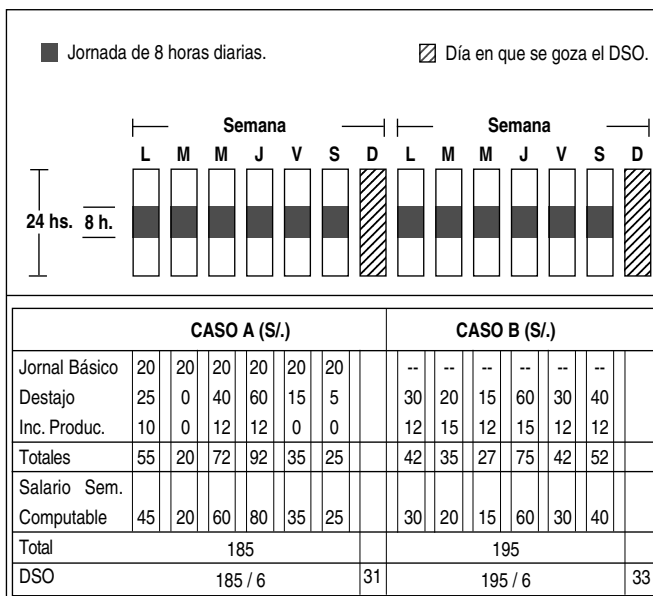 Jornada de 8 horas diarias. Día en que se goza el DSO.
Semana Semana
L M M J V S D L M M J V S D
24 hs. 8 h.
CASO A (S/.) CASO B (S/.)
Jornal Básico 20 20 20 20 20 20 -- -- -- -- -- --
Destajo 25 0 40 60 15 5 30 20 15 60 30 40
Inc. Produc. 10 0 12 12 0 0 12 15 12 15 12 12
Totales 55 20 72 92 35 25 42 35 27 75 42 52
Salario Sem.
Computable 45 20 60 80 35 25 30 20 15 60 30 40
Total 185 195
DSO 185 / 6 31 195 / 6 33